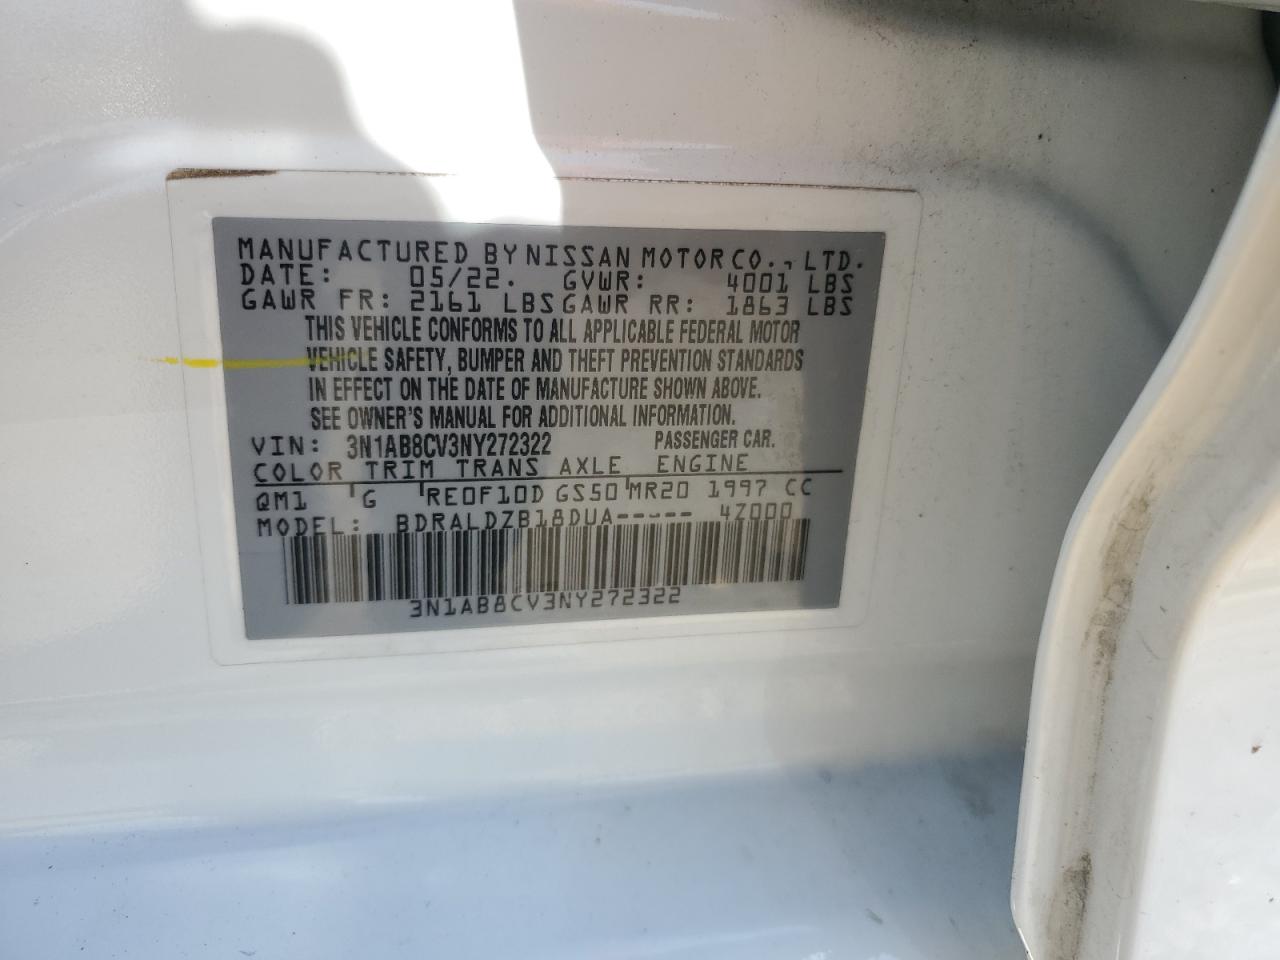 MANUFACTURED BY NISSAN MOTOR CO., LTD.
DATE: 05/22. GVWR: 4001 LBS
GAWR FR: 2161 LBS GAWR RR: 1863 LBS
THIS VEHICLE CONFORMS TO ALL APPLICABLE FEDERAL MOTOR
VEHICLE SAFETY, BUMPER AND THEFT PREVENTION STANDARDS
IN EFFECT ON THE DATE OF MANUFACTURE SHOWN ABOVE.
SEE OWNER'S MANUAL FOR ADDITIONAL INFORMATION.
VIN: 3N1AB8CV3NY272322 PASSENGER CAR.
COLOR TRIM TRANS AXLE ENGINE
QM1 G RE0F10D GS50 MR20 1997 CC
MODEL: BDRALDZB18DUA----- 4Z000
3N1AB8CV3NY272322